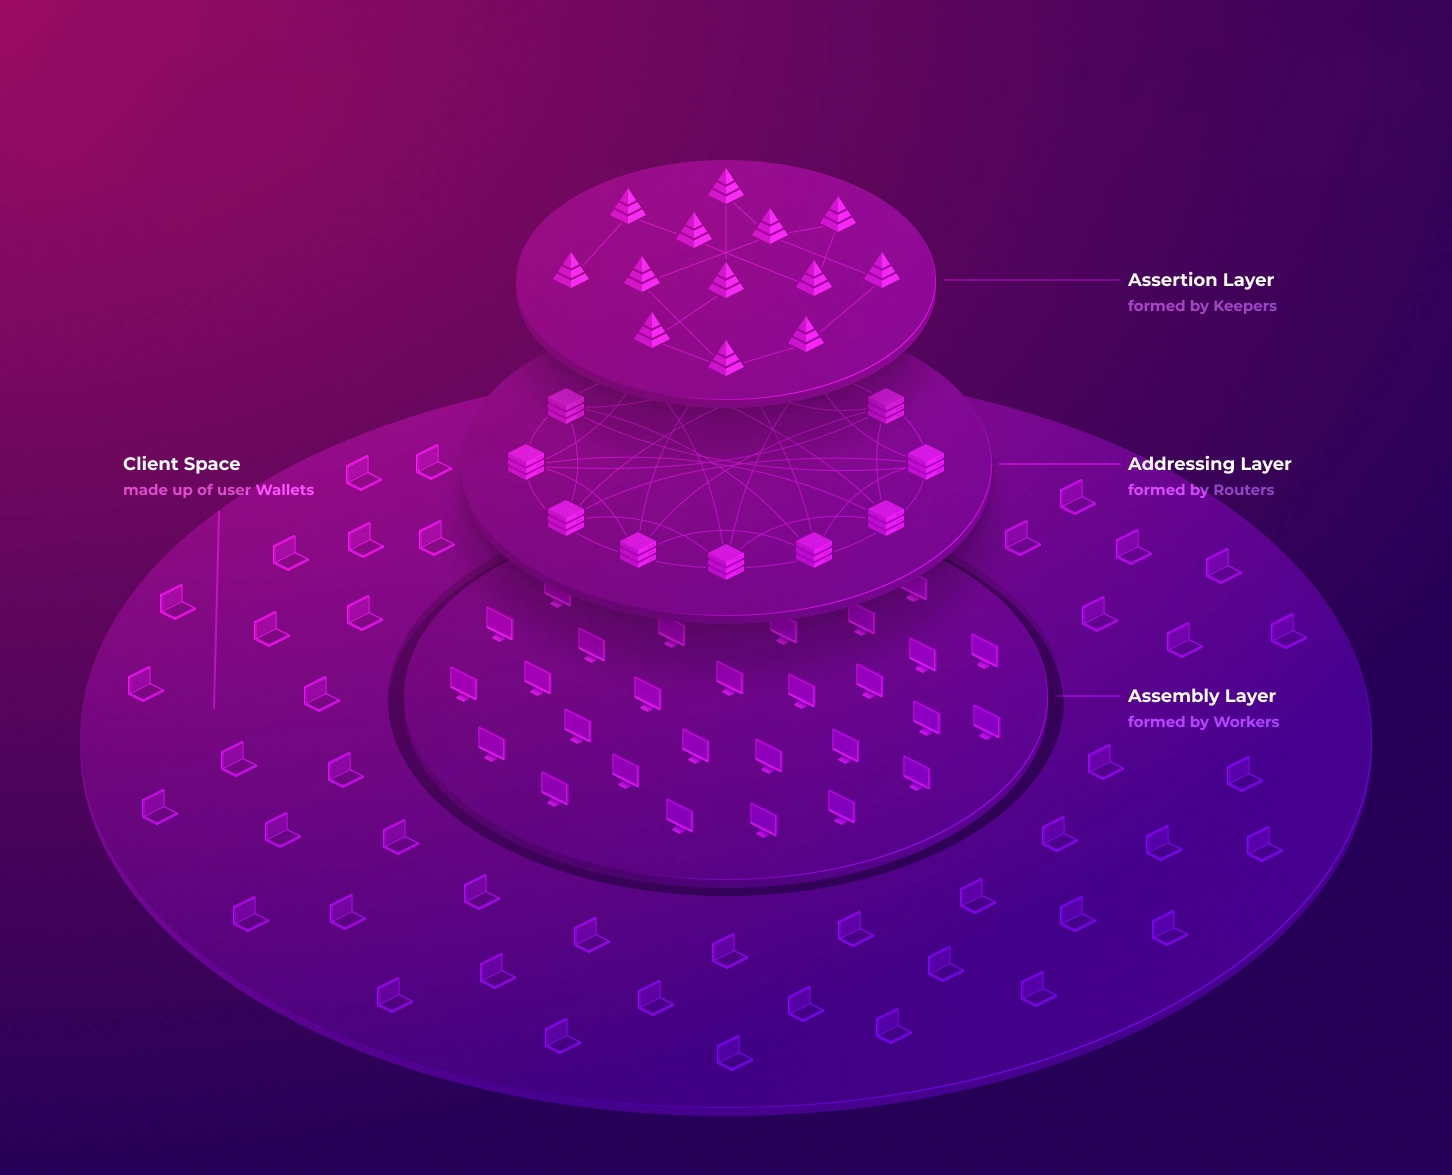 Assertion Layer
formed by Keepers
Client Space
made up of user Wallets
Addressing Layer
formed by Routers
Assembly Layer
formed by Workers